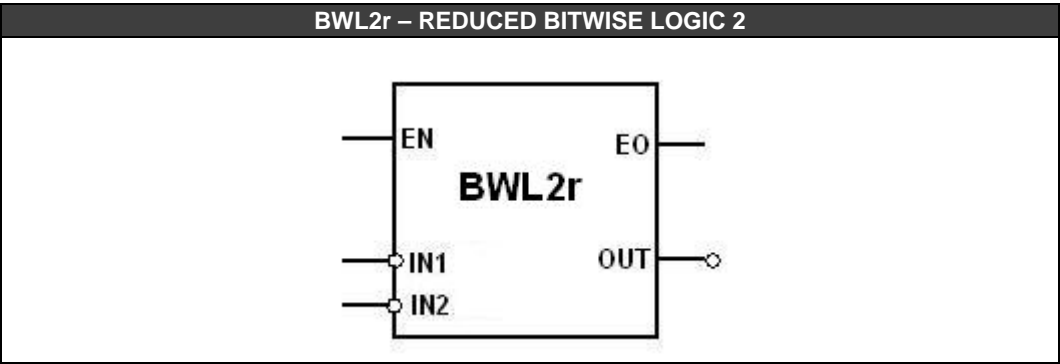 BWL2r – REDUCED BITWISE LOGIC 2
EN
EO
BWL2r
IN1
OUT
IN2